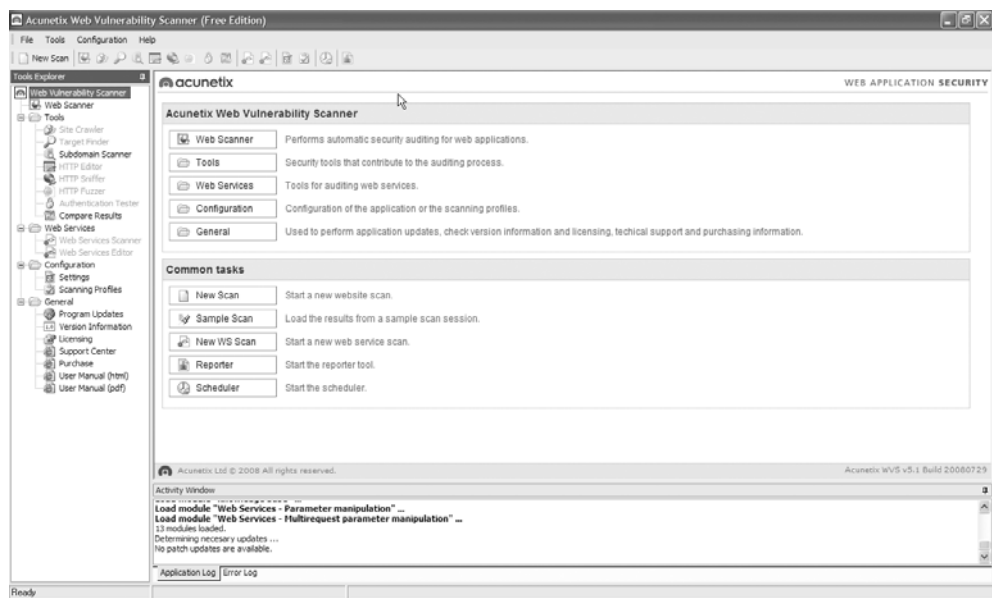 Acunetix Web Vulnerability Scanner (Free Edition)
File Tools Configuration Help
New Scan
Tools Explorer
Web Vulnerability Scanner
Web Scanner
Tools
Site Crawler
Target Finder
Subdomain Scanner
HTTP Editor
HTTP Sniffer
HTTP Fuzzer
Authentication Tester
Compare Results
Web Services
Web Services Scanner
Web Services Editor
Configuration
Settings
Scanning Profiles
General
Program Updates
Version Information
Licensing
Support Center
Purchase
User Manual (html)
User Manual (pdf)
acunetix
WEB APPLICATION SECURITY
Acunetix Web Vulnerability Scanner
Web Scanner Performs automatic security auditing for web applications.
Tools Security tools that contribute to the auditing process.
Web Services Tools for auditing web services.
Configuration Configuration of the application or the scanning profiles.
General Used to perform application updates, check version information and licensing, techical support and purchasing information.
Common tasks
New Scan Start a new website scan.
Sample Scan Load the results from a sample scan session.
New WS Scan Start a new web service scan.
Reporter Start the reporter tool.
Scheduler Start the scheduler.
Acunetix Ltd © 2008 All rights reserved.
Acunetix WVS v5.1 Build 20080729
Activity Window
Load module "Web Services - Parameter manipulation" ...
Load module "Web Services - Multirequest parameter manipulation" ...
13 modules loaded.
Determining necesary updates ...
No patch updates are available.
Application Log Error Log
Ready